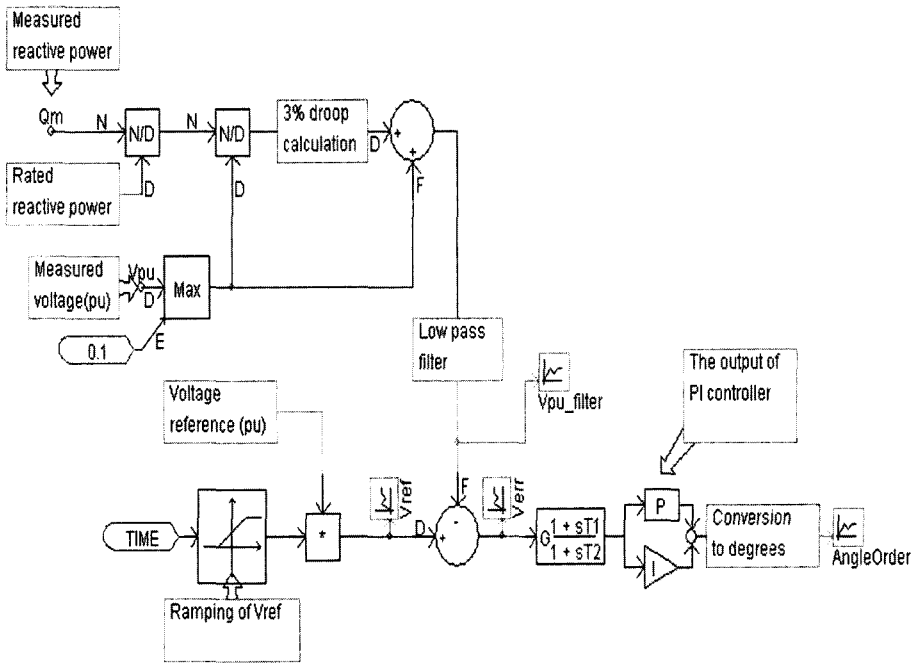 Measured
reactive power
Qm
N
N/D
N
N/D
3% droop
calculation
D
+
+
F
Rated
reactive power
D
D
Measured
voltage(pu)
Vpu
D
Max
0.1
E
Low pass
filter
Vpu_filter
The output of
PI controller
Voltage
reference (pu)
TIME
*
Vref
D
+
-
F
Verr
G
1 + sT1
1 + sT2
P
I
Conversion
to degrees
AngleOrder
Ramping of Vref